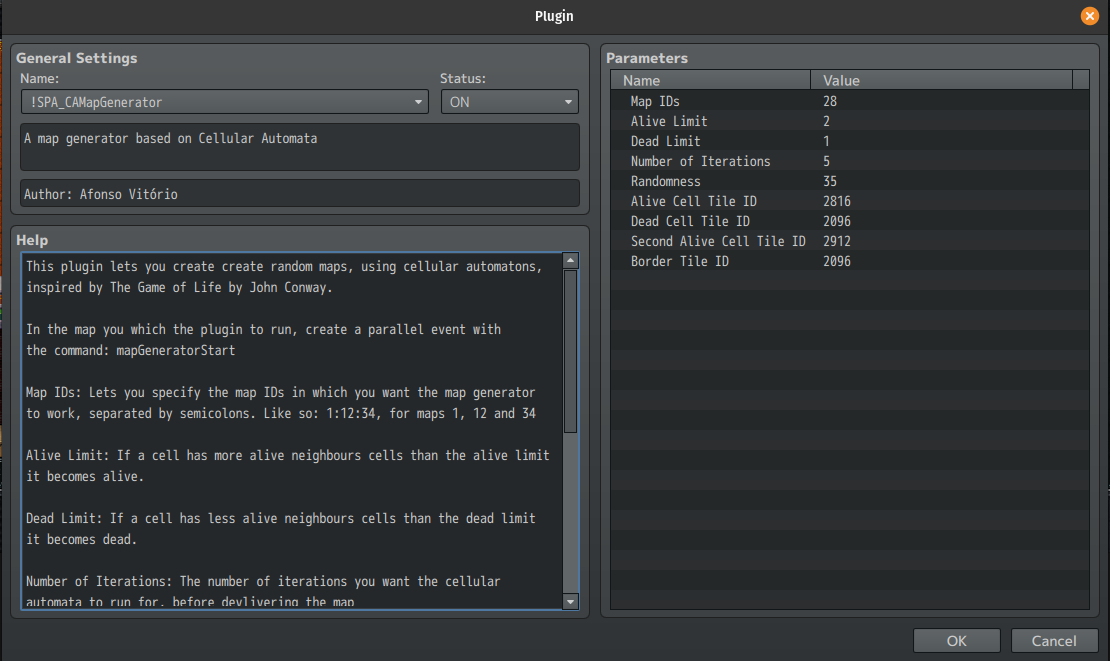 Plugin
General Settings
Name:
Status:
!SPA_CAMapGenerator
ON
A map generator based on Cellular Automata
Author: Afonso Vitório
Help
This plugin lets you create create random maps, using cellular automatons,
inspired by The Game of Life by John Conway.
In the map you which the plugin to run, create a parallel event with
the command: mapGeneratorStart
Map IDs: Lets you specify the map IDs in which you want the map generator
to work, separated by semicolons. Like so: 1:12:34, for maps 1, 12 and 34
Alive Limit: If a cell has more alive neighbours cells than the alive limit
it becomes alive.
Dead Limit: If a cell has less alive neighbours cells than the dead limit
it becomes dead.
Number of Iterations: The number of iterations you want the cellular
automata to run for, before devlivering the map
Parameters
Name Value
Map IDs 28
Alive Limit 2
Dead Limit 1
Number of Iterations 5
Randomness 35
Alive Cell Tile ID 2816
Dead Cell Tile ID 2096
Second Alive Cell Tile ID 2912
Border Tile ID 2096
OK
Cancel